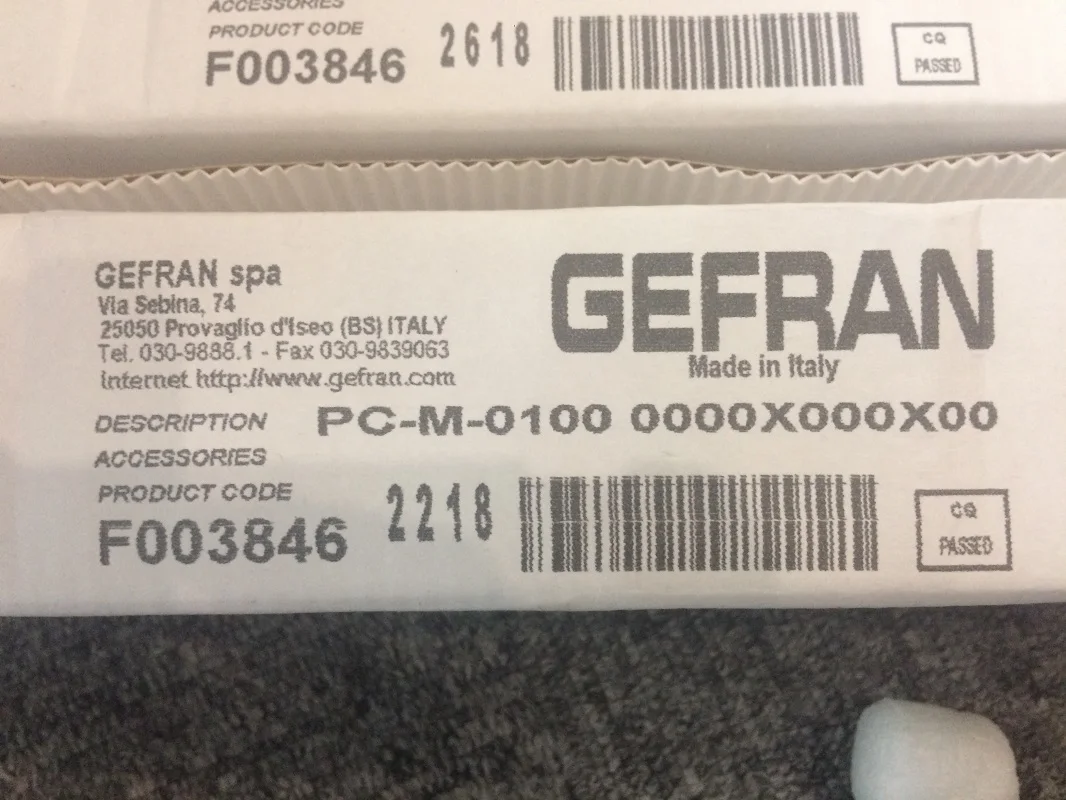 ACCESSORIES
PRODUCT CODE
F003846 2618
CQ
PASSED
GEFRAN spa
Via Sebina, 74
25050 Provaglio d'Iseo (BS) ITALY
Tel. 030-9888.1 - Fax 030-9839063
Internet http://www.gefran.com
GEFRAN
Made in Italy
DESCRIPTION PC-M-0100 0000X000X00
ACCESSORIES
PRODUCT CODE
F003846 2218
CQ
PASSED